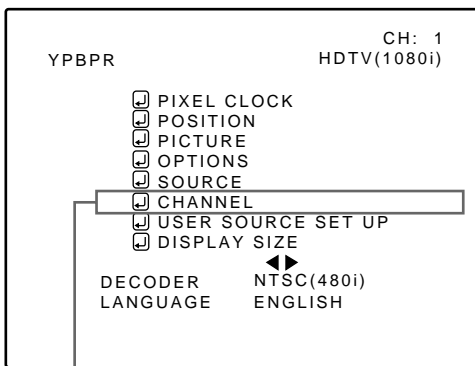 CH: 1
YPBPR HDTV(1080i)
PIXEL CLOCK
POSITION
PICTURE
OPTIONS
SOURCE
CHANNEL
USER SOURCE SET UP
DISPLAY SIZE
DECODER NTSC(480i)
LANGUAGE ENGLISH